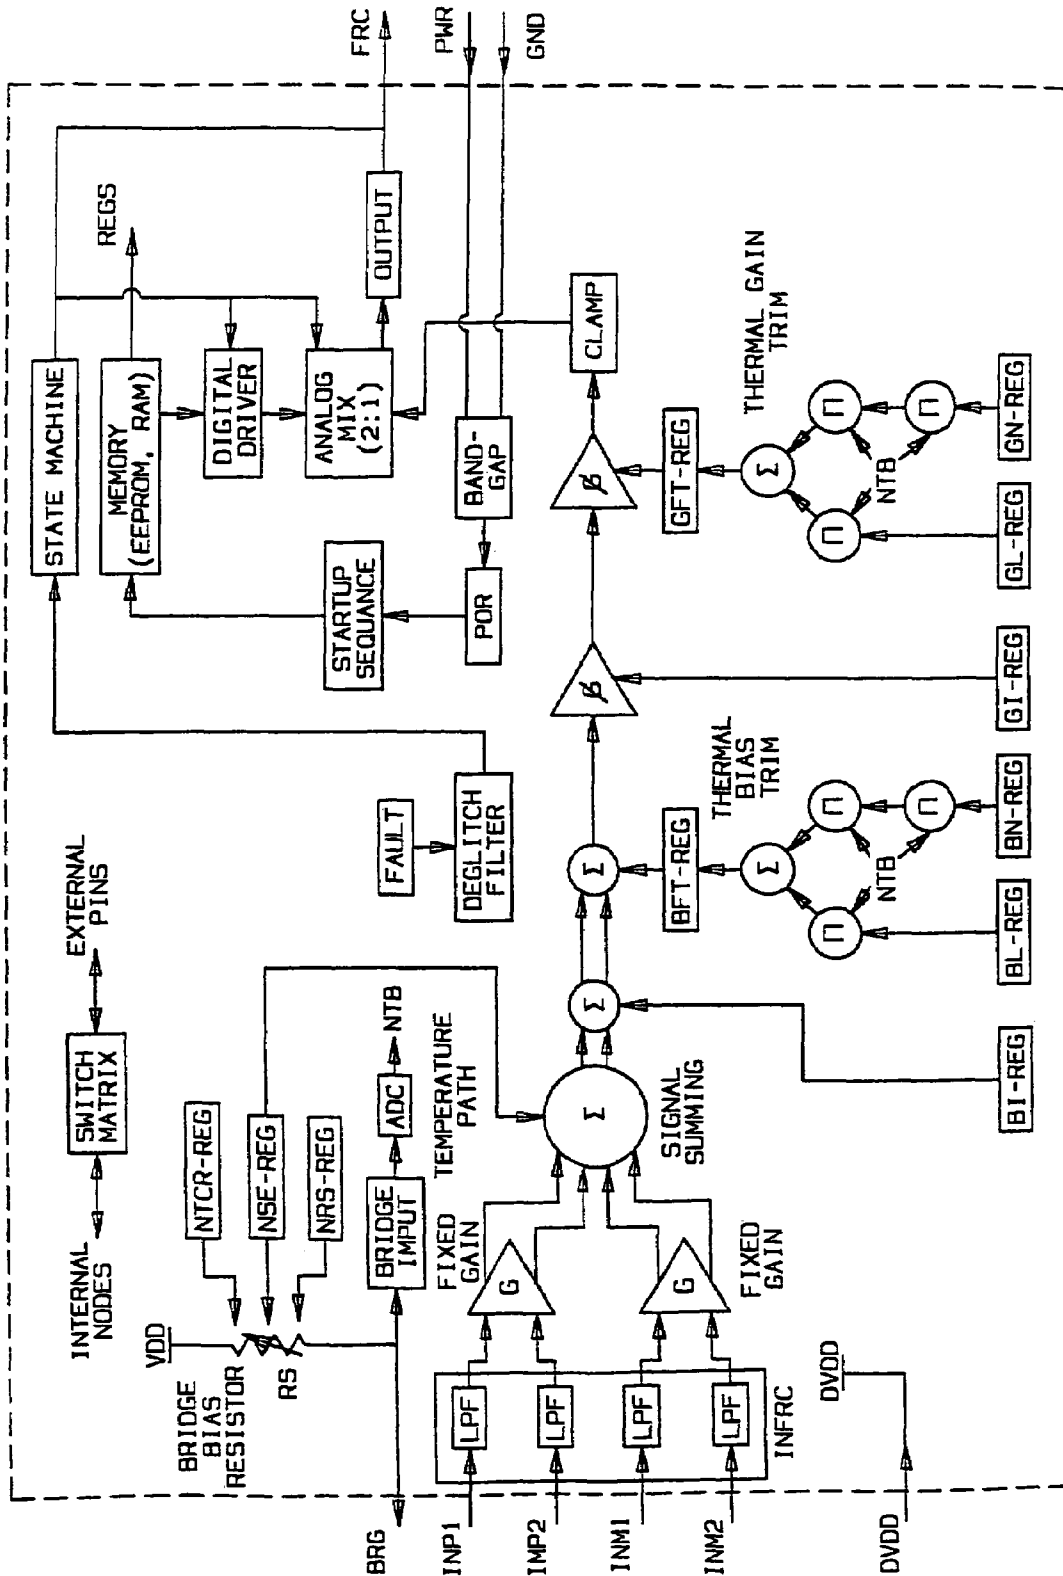 INTERNAL NODES
SWITCH
MATRIX
EXTERNAL
PINS
STATE MACHINE
MEMORY
(EEPROM, RAM)
REGS
FRC
VDD
BRIDGE
BIAS
RESISTOR
RS
NTCR-REG
NSE-REG
NRS-REG
FAULT
DEGLITCH
FILTER
STARTUP
SEQUANCE
POR
BAND-
GAP
DIGITAL
DRIVER
ANALOG
MIX
(2:1)
OUTPUT
PWR
GND
BRG
BRIDGE
IMPUT
ADC
NTB
TEMPERATURE
PATH
INP1
IMP2
INM1
INM2
LPF
LPF
LPF
LPF
INFRC
FIXED
GAIN
G
G
FIXED
GAIN
Σ
SIGNAL
SUMMING
Σ
Σ
β
β
CLAMP
BFT-REG
THERMAL
BIAS
TRIM
Σ
Π
Π
Π
NTB
GFT-REG
THERMAL GAIN
TRIM
Σ
Π
Π
Π
NTB
DVDD
DVDD
BI-REG
BL-REG
BN-REG
GI-REG
GL-REG
GN-REG